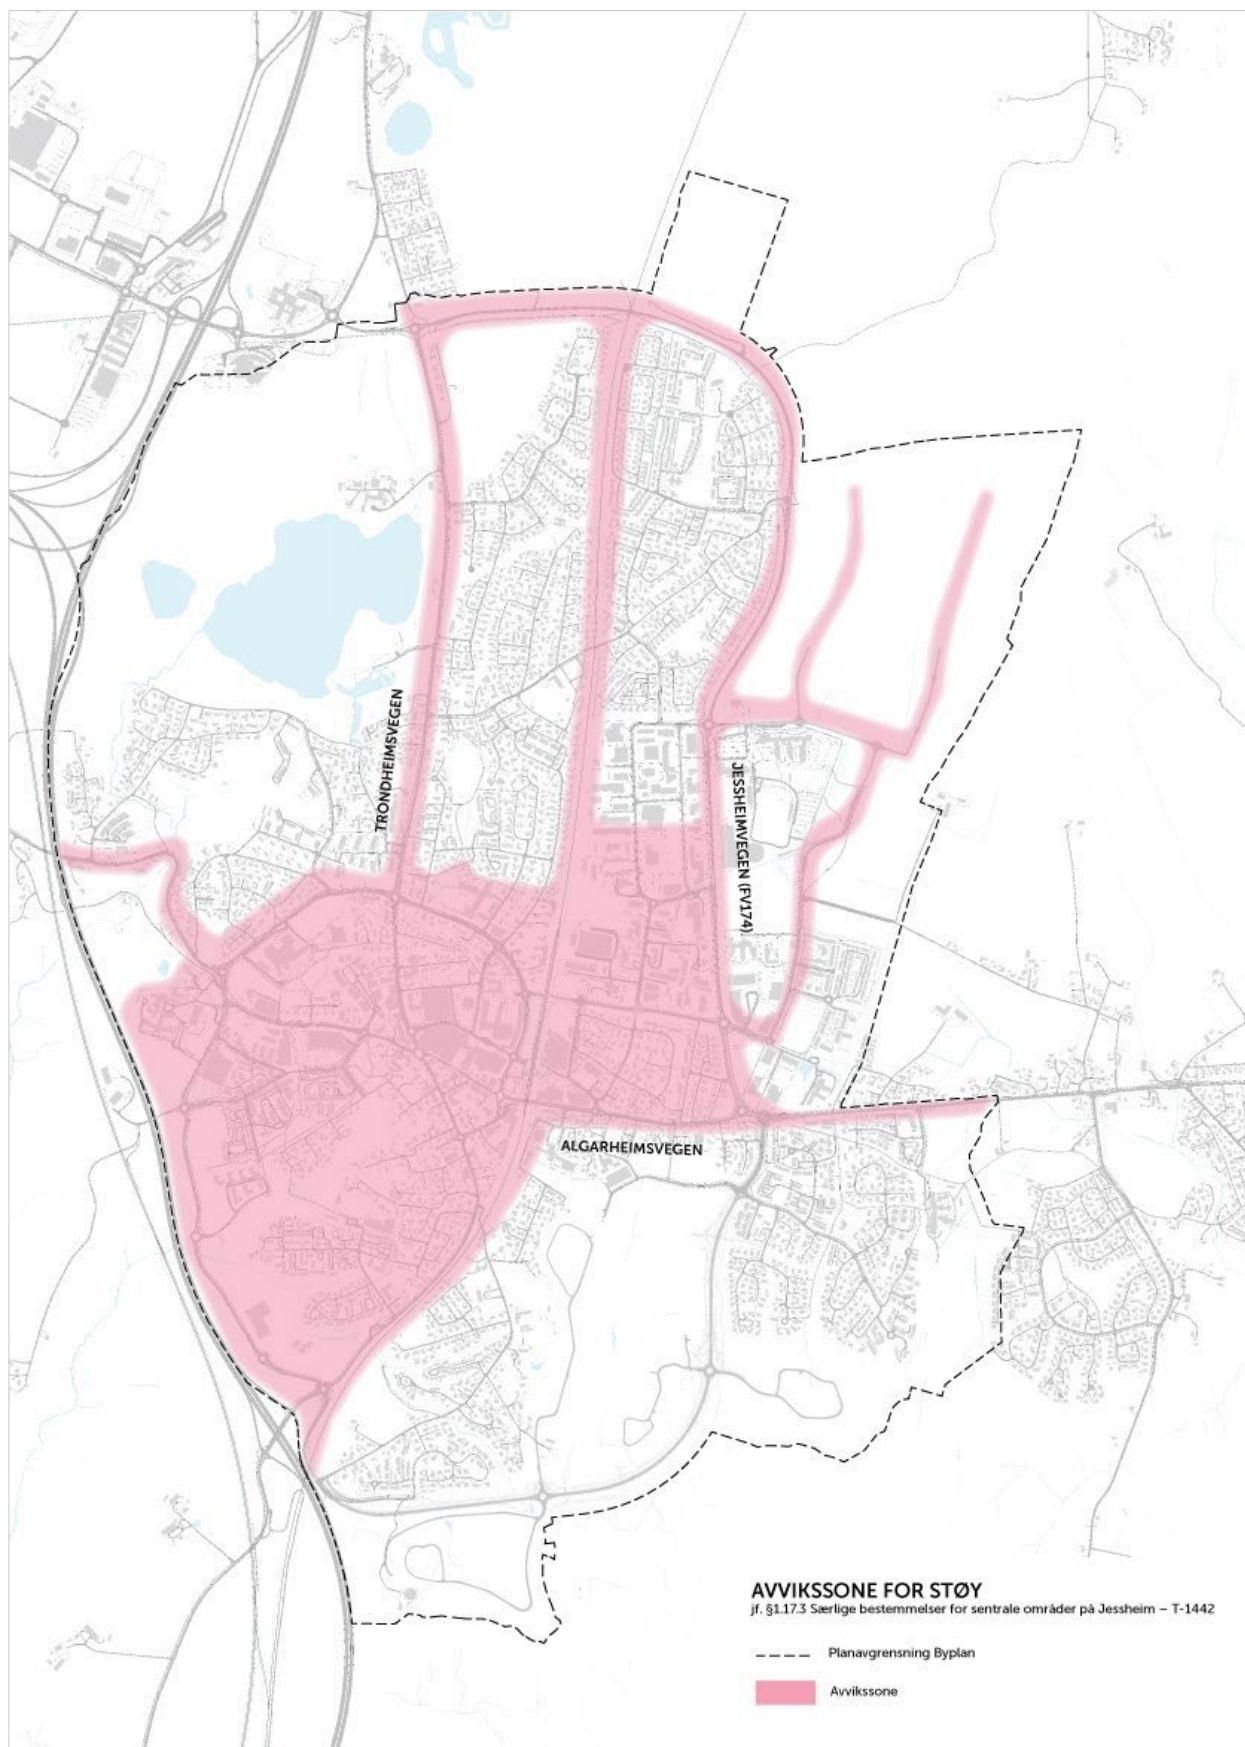 TRONDHEIMSVEGEN
JESSHEIMVEGEN (FV174)
ALGARHEIMSVEGEN
AVVIKSSONE FOR STØY
jf. §1.17.3 Særlige bestemmelser for sentrale områder på Jessheim – T-1442
Planavgrensning Byplan
Avvikssone